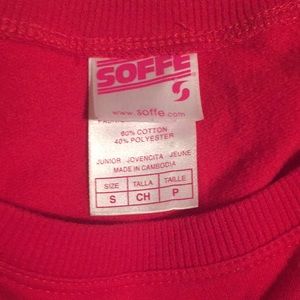 SOFFE
www.soffe.com
60% COTTON
40% POLYESTER
JUNIOR JOVENCITA JEUNE
MADE IN CAMBODIA
SIZE TALLA TAILLE
S CH P